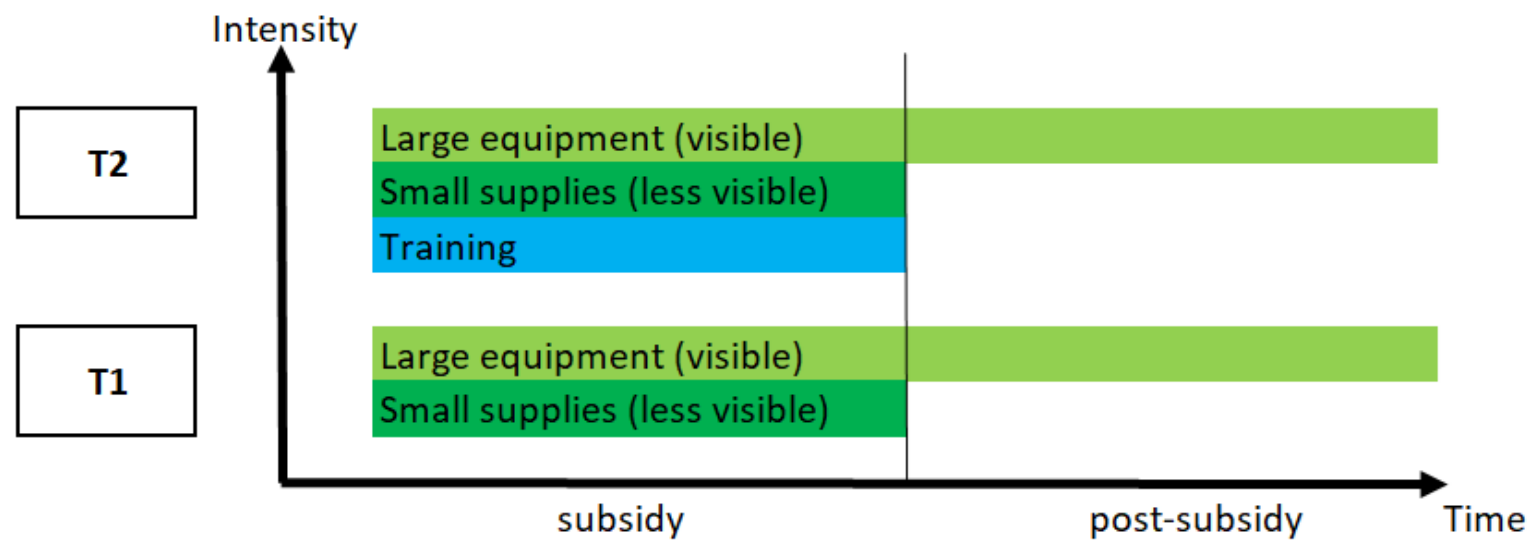 Intensity
T2
Large equipment (visible)
Small supplies (less visible)
Training
T1
Large equipment (visible)
Small supplies (less visible)
subsidy
post-subsidy
Time